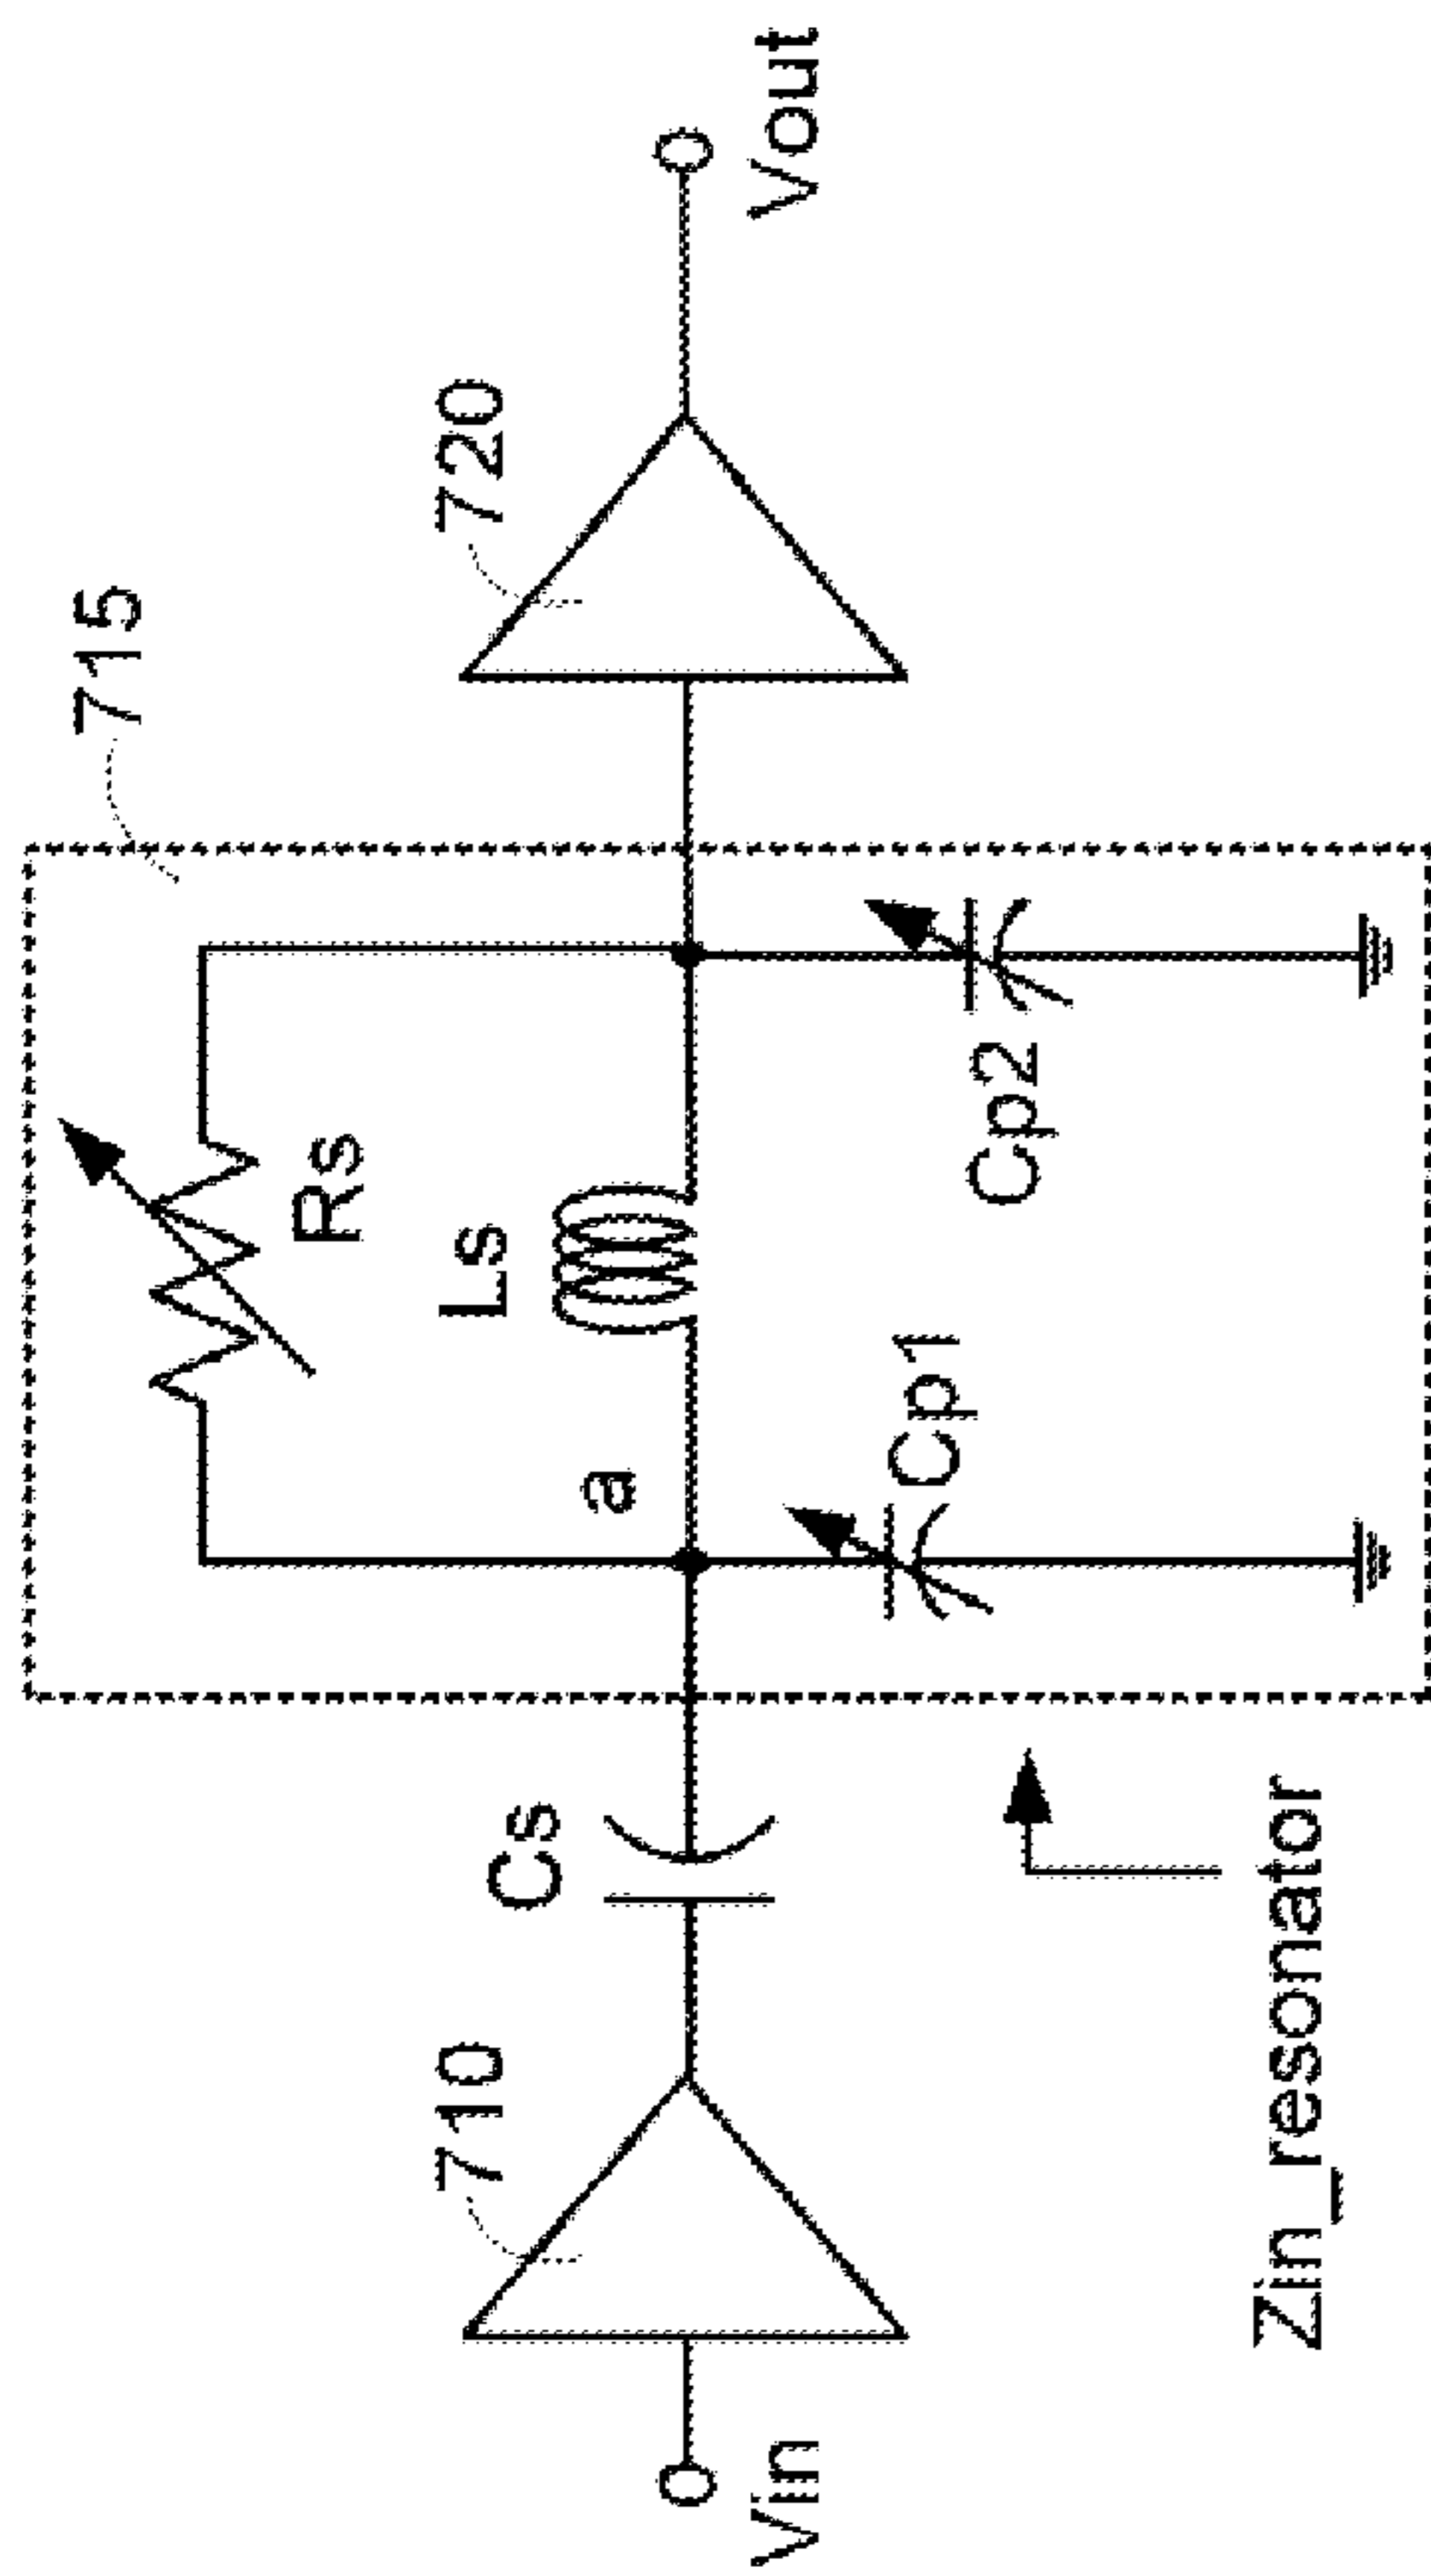 715
Rs
710
Cs
a
Ls
720
Vin
Cp1
Cp2
Vout
Zin_resonator